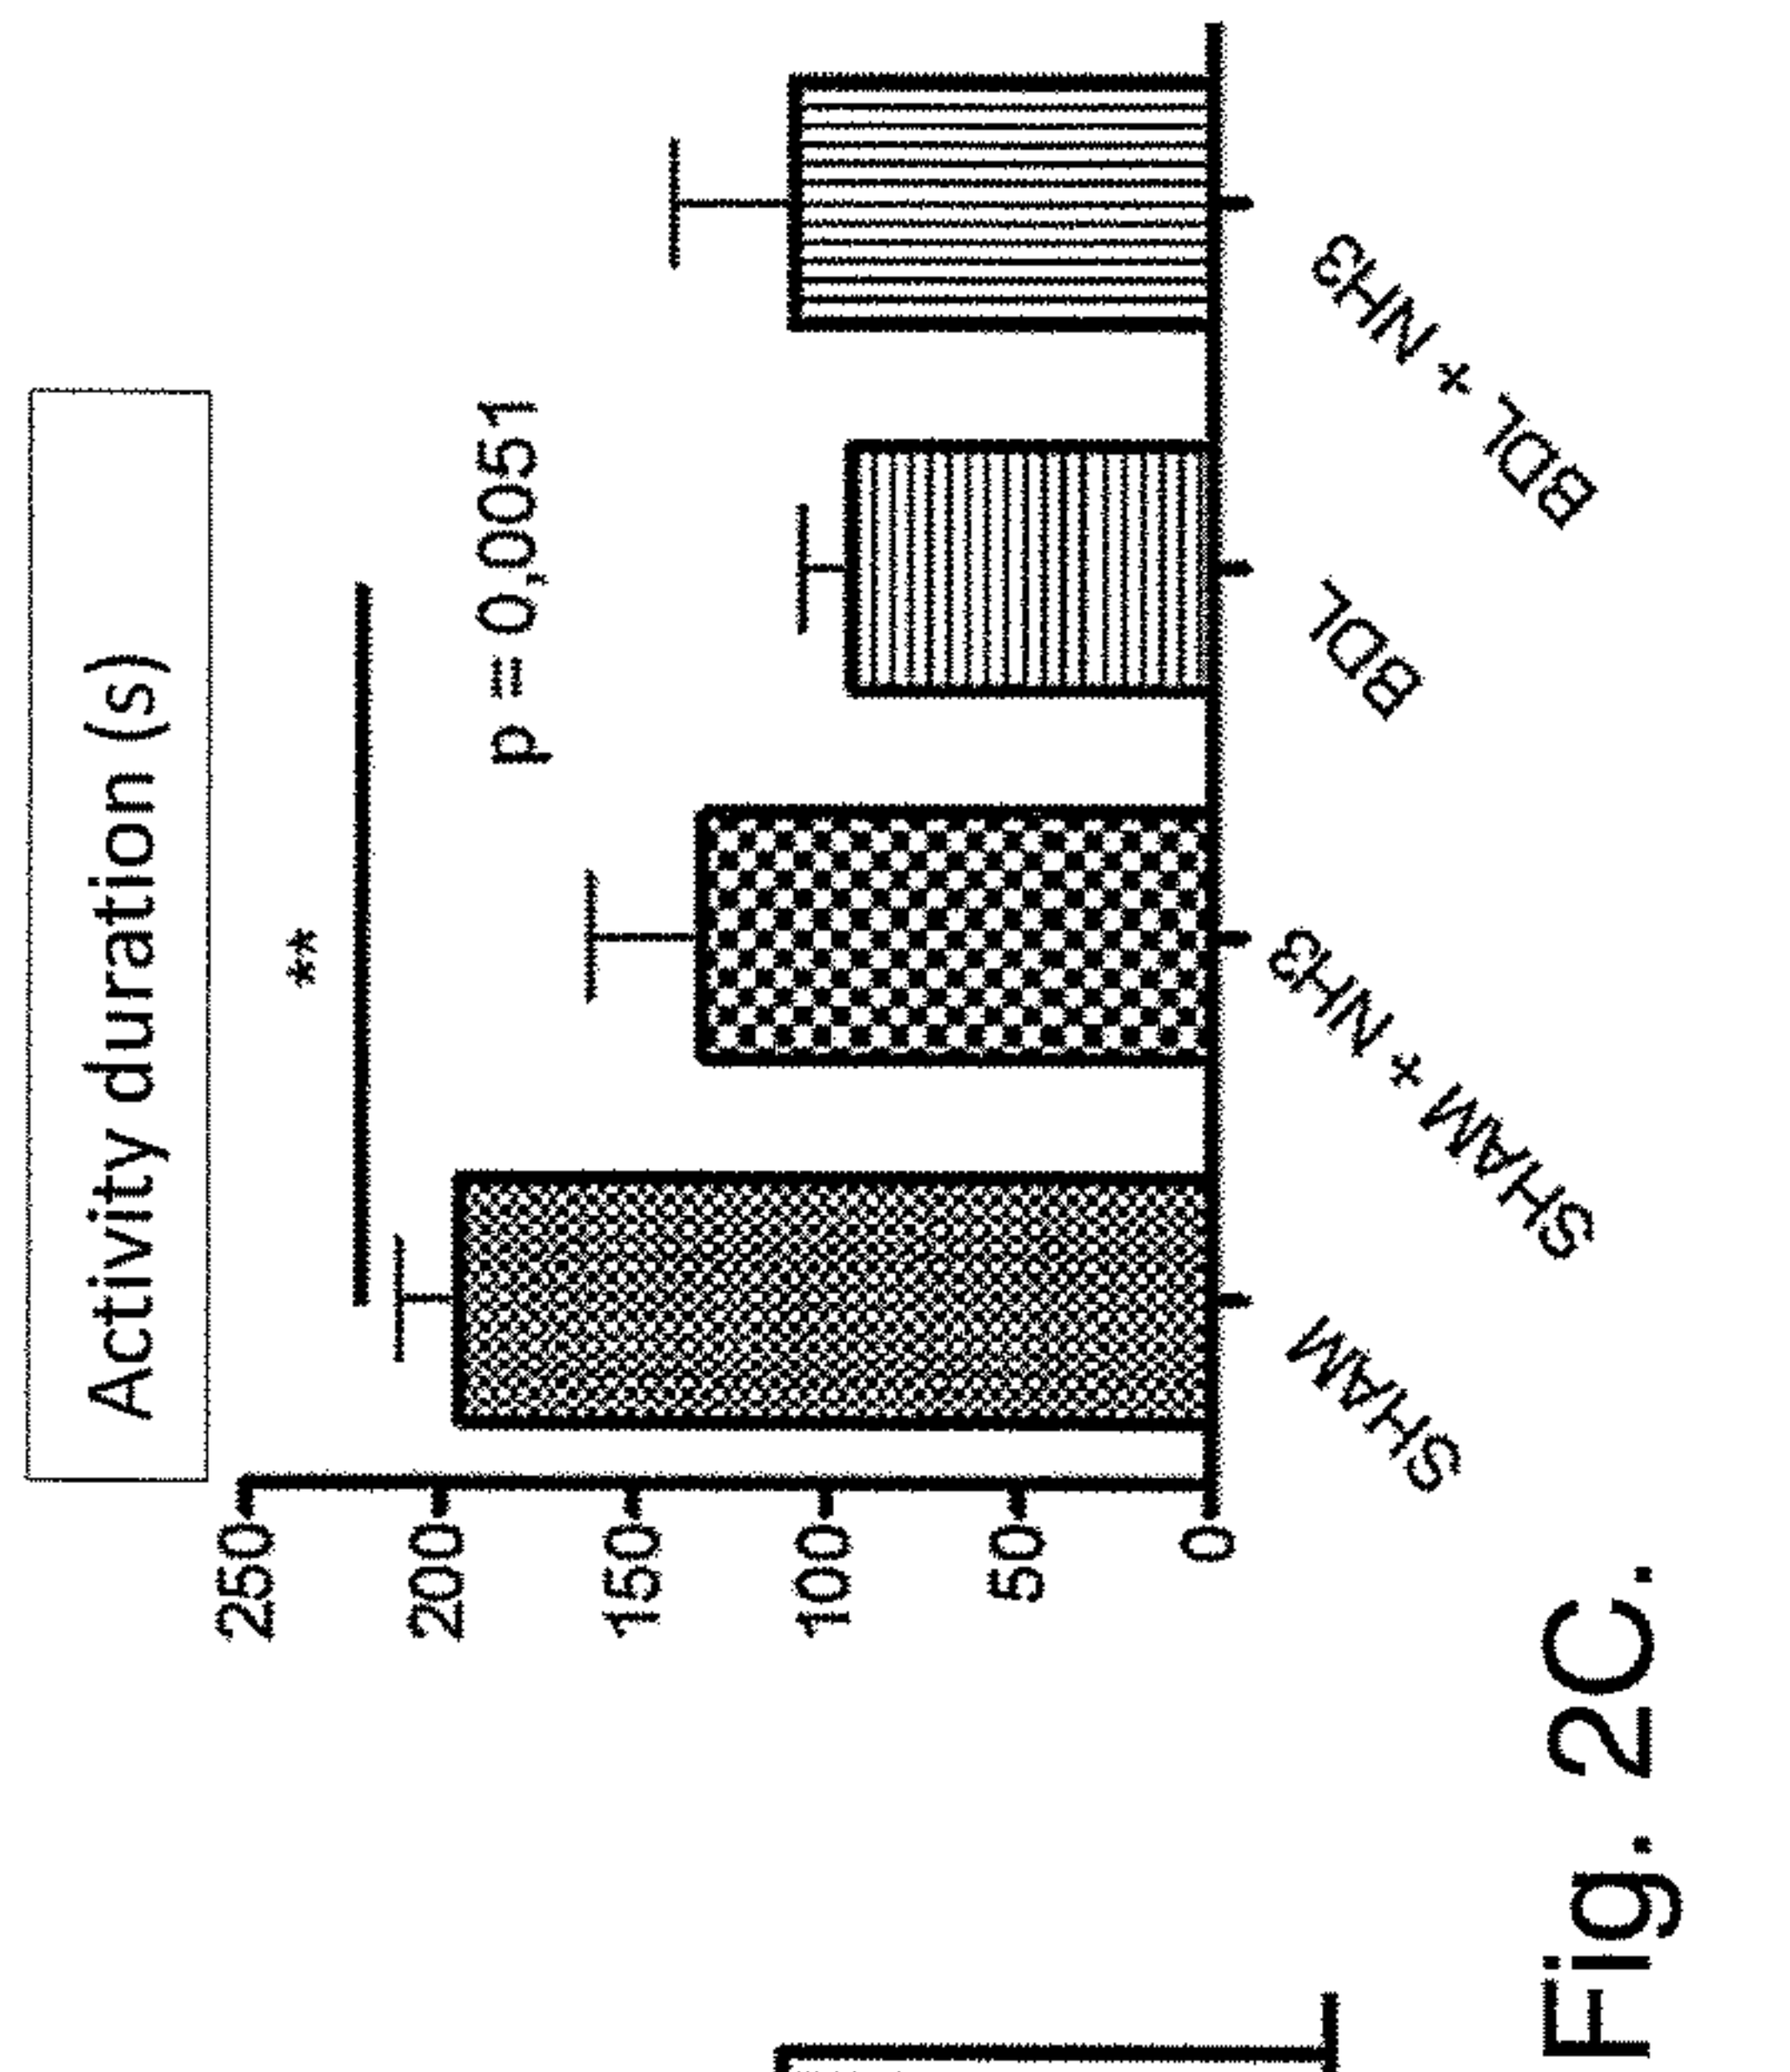 Activity duration (s)
**
p = 0,0051
250
200
150
100
50
0
SHAM
SHAM + NH3
BDL
BDL + NH3
Fig. 2C.